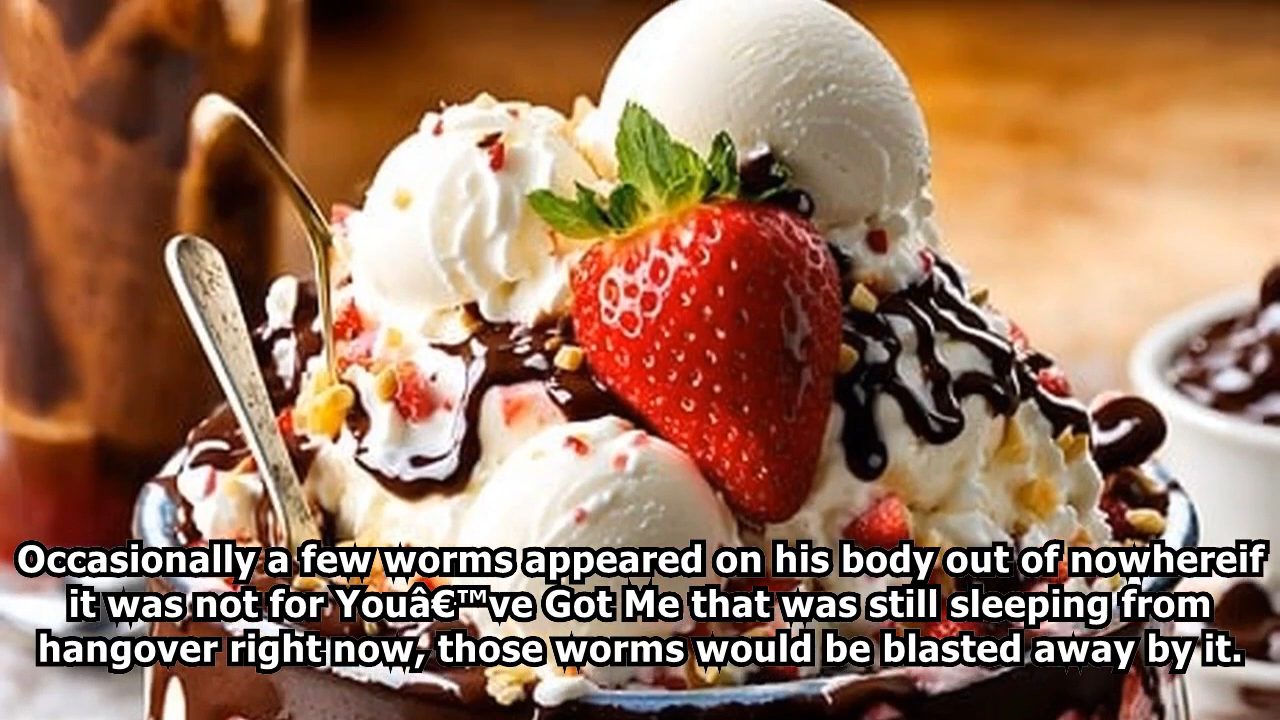 Occasionally a few worms appeared on his body out of nowhereif
it was not for Youâ€™ve Got Me that was still sleeping from
hangover right now, those worms would be blasted away by it.